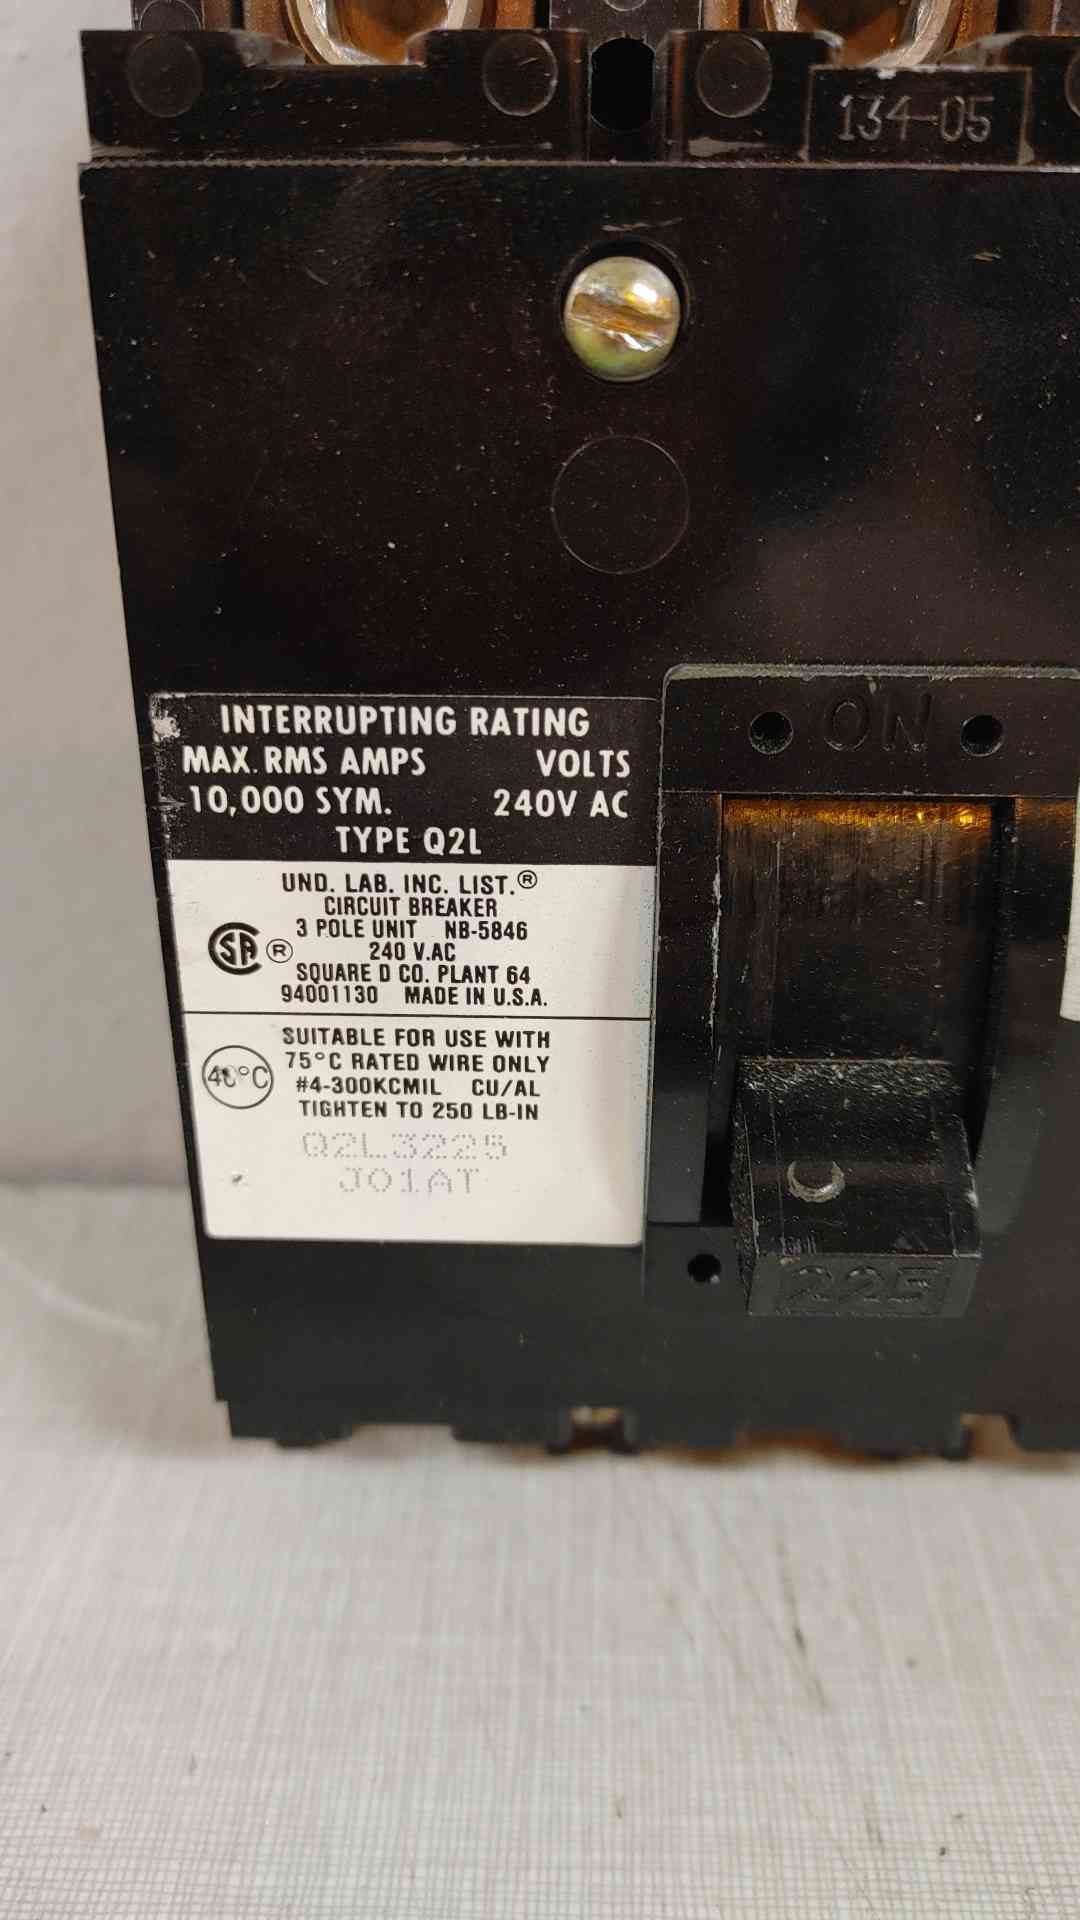 134-05
INTERRUPTING RATING
MAX. RMS AMPS VOLTS
10,000 SYM. 240V AC
TYPE Q2L
UND. LAB. INC. LIST.®
CIRCUIT BREAKER
3 POLE UNIT NB-5846
SA ® 240 V.AC
SQUARE D CO. PLANT 64
94001130 MADE IN U.S.A.
SUITABLE FOR USE WITH
40°C 75°C RATED WIRE ONLY
#4-300KCMIL CU/AL
TIGHTEN TO 250 LB-IN
Q2L3225
J01AT
ON
225